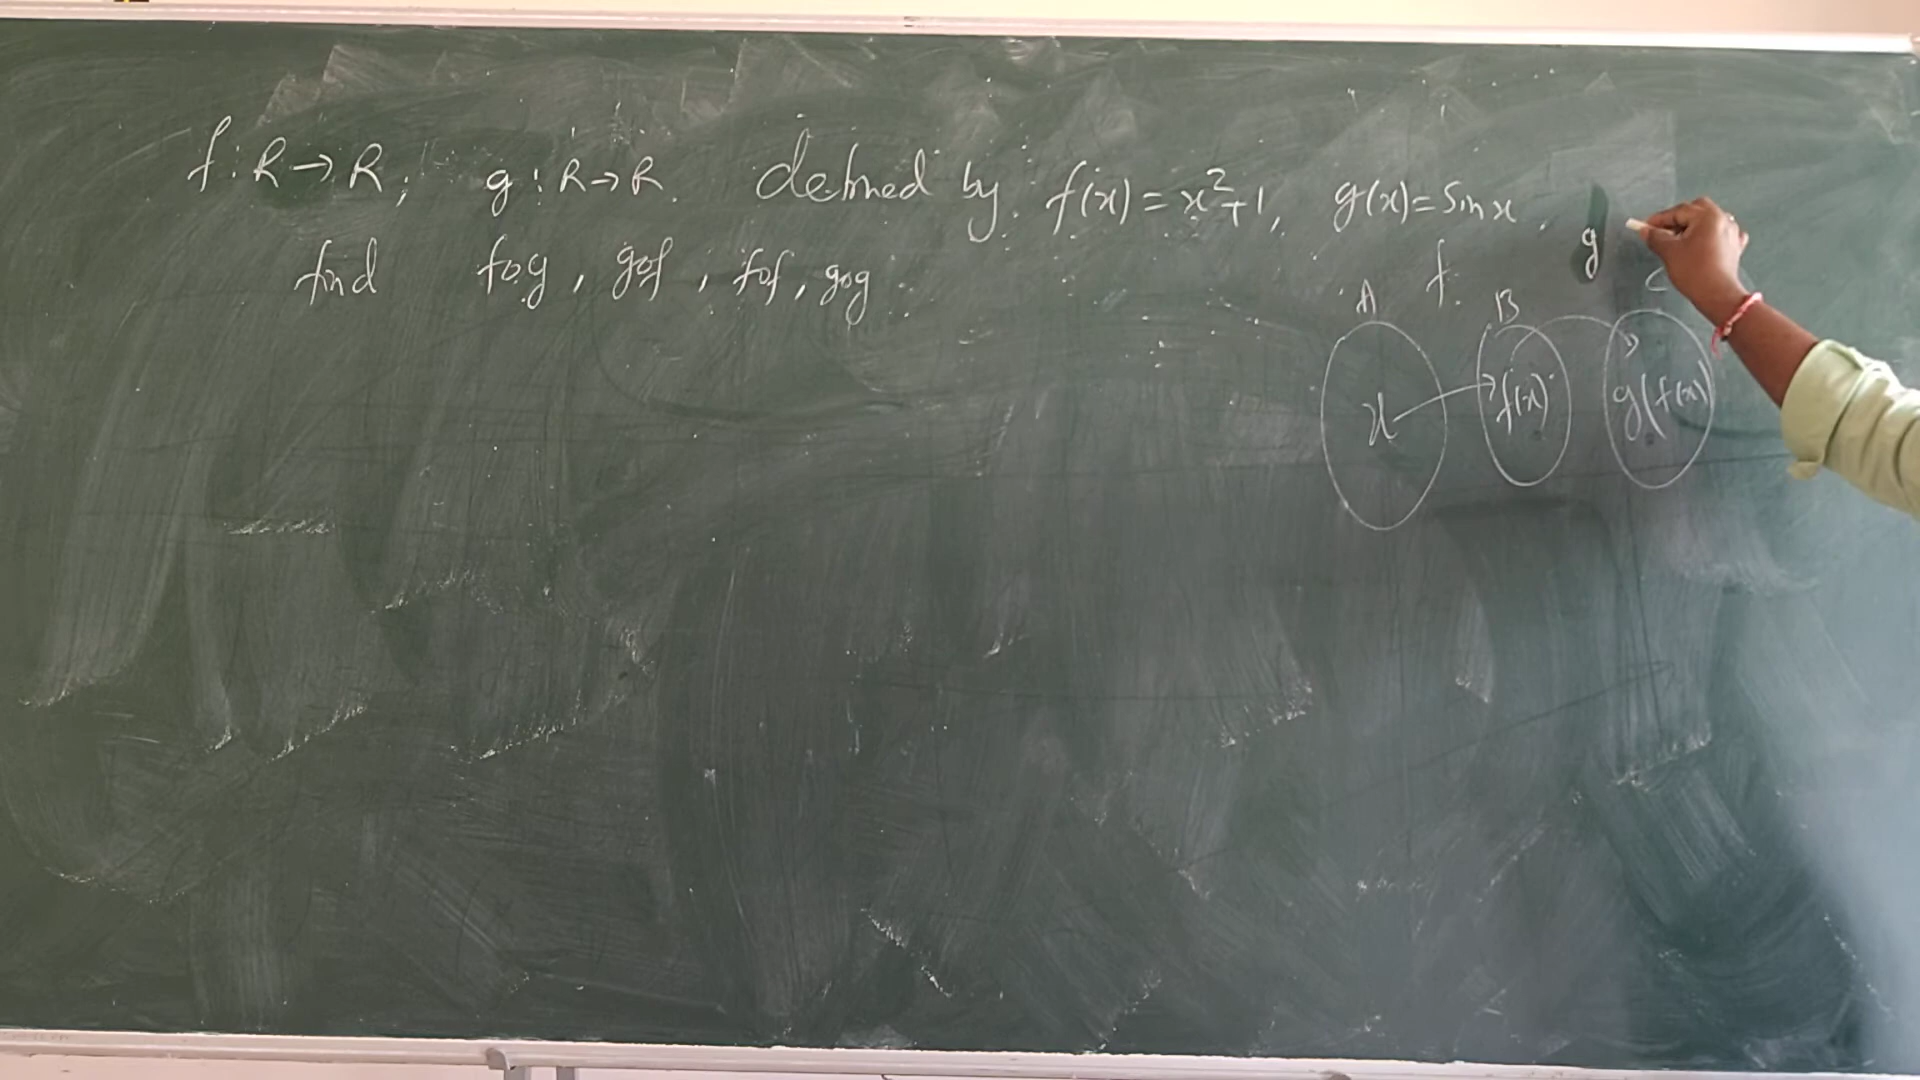 f : R → R ; g : R → R. defined by f(x) = x²+1, g(x) = Sin x.
find fog, gof, fof, gog
f. g
A B C
x f(x) g(f(x))